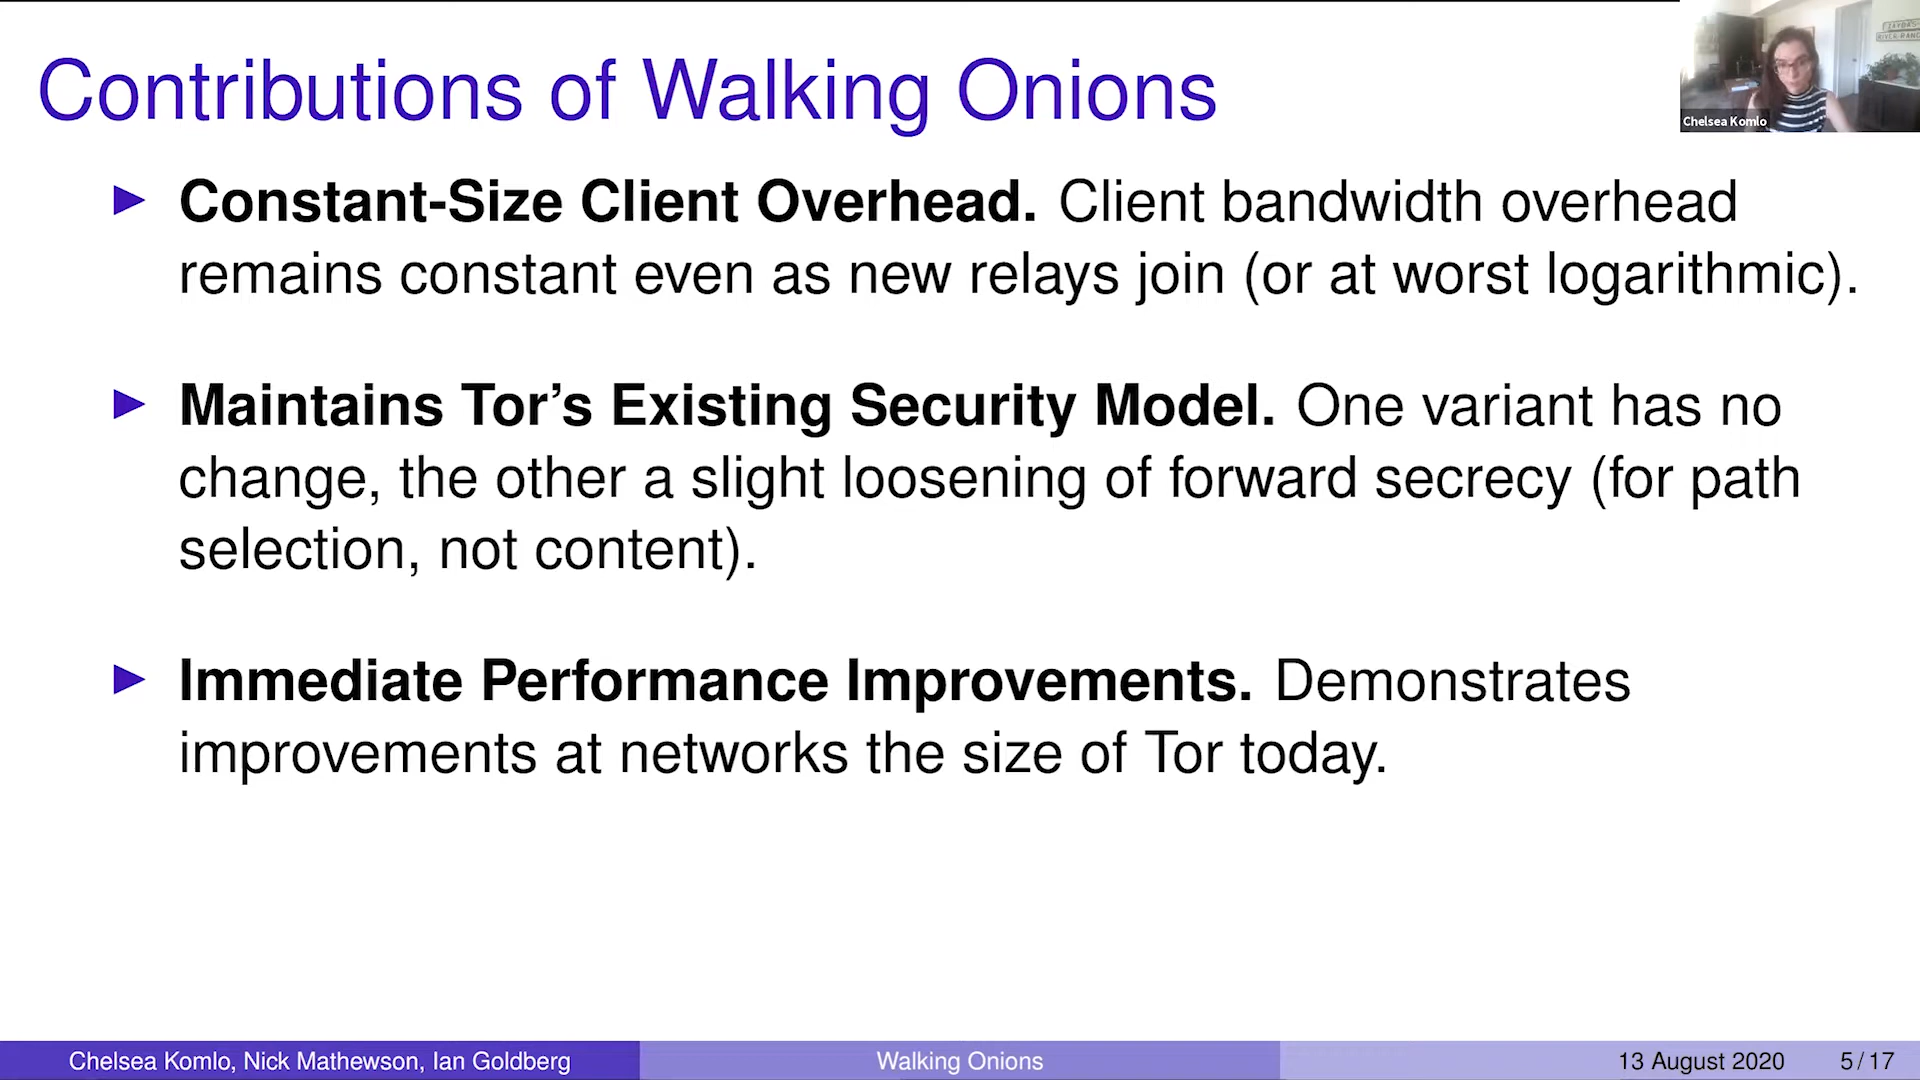 Contributions of Walking Onions
Chelsea Komlo
▶ Constant-Size Client Overhead. Client bandwidth overhead
remains constant even as new relays join (or at worst logarithmic).
▶ Maintains Tor’s Existing Security Model. One variant has no
change, the other a slight loosening of forward secrecy (for path
selection, not content).
▶ Immediate Performance Improvements. Demonstrates
improvements at networks the size of Tor today.
Chelsea Komlo, Nick Mathewson, Ian Goldberg
Walking Onions
13 August 2020
5 / 17